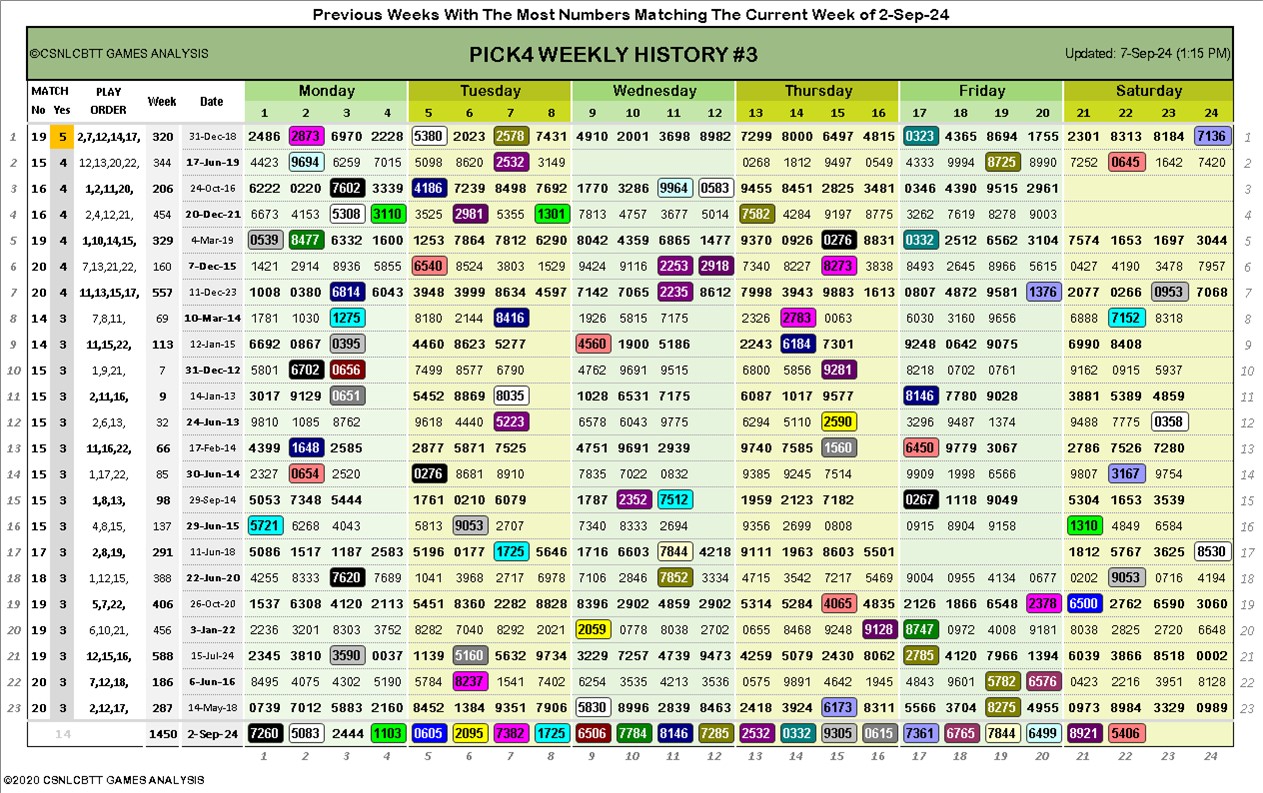 Previous Weeks With The Most Numbers Matching The Current Week of 2-Sep-24
©CSNLCBTT GAMES ANALYSIS PICK4 WEEKLY HISTORY #3 Updated: 7-Sep-24 (1:15 PM)
MATCH PLAY Week Date Monday Tuesday Wednesday Thursday Friday Saturday
No Yes ORDER 1 2 3 4 5 6 7 8 9 10 11 12 13 14 15 16 17 18 19 20 21 22 23 24
1 19 5 2,7,12,14,17, 320 31-Dec-18 2486 2873 6970 2228 5380 2023 2578 7431 4910 2001 3698 8982 7299 8000 6497 4815 0323 4365 8694 1755 2301 8313 8184 7136 1
2 15 4 12,13,20,22, 344 17-Jun-19 4423 9694 6259 7015 5098 8620 2532 3149 0268 1812 9497 0549 4333 9994 8725 8990 7252 0645 1642 7420 2
3 16 4 1,2,11,20, 206 24-Oct-16 6222 0220 7602 3339 4186 7239 8498 7692 1770 3286 9964 0583 9455 8451 2825 3481 0346 4390 9515 2961 3
4 16 4 2,4,12,21, 454 20-Dec-21 6673 4153 5308 3110 3525 2981 5355 1301 7813 4757 3677 5014 7582 4284 9197 8775 3262 7619 8278 9003 4
5 19 4 1,10,14,15, 329 4-Mar-19 0539 8477 6332 1600 1253 7864 7812 6290 8042 4359 6865 1477 9370 0926 0276 8831 0332 2512 6562 3104 7574 1653 1697 3044 5
6 20 4 7,13,21,22, 160 7-Dec-15 1421 2914 8936 5855 6540 8524 3803 1529 9424 9116 2253 2918 7340 8227 8273 3838 8493 2645 8966 5615 0427 4190 3478 7957 6
7 20 4 11,13,15,17, 557 11-Dec-23 1008 0380 6814 6043 3948 3999 8634 4597 7142 7065 2235 8612 7998 3943 9883 1613 0807 4872 9581 1376 2077 0266 0953 7068 7
8 14 3 7,8,11, 69 10-Mar-14 1781 1030 1275 8180 2144 8416 1926 5815 7175 2326 2783 0063 6030 3160 9656 6888 7152 8318 8
9 14 3 11,15,22, 113 12-Jan-15 6692 0867 0395 4460 8623 5277 4560 1900 5186 2243 6184 7301 9248 0642 9075 6990 8408 9
10 15 3 1,9,21, 7 31-Dec-12 5801 6702 0656 7499 8577 6790 4762 9691 9515 6800 5856 9281 8218 0702 0761 9162 0915 5937 10
11 15 3 2,11,16, 9 14-Jan-13 3017 9129 0651 5452 8869 8035 1028 6531 7175 6087 1017 9577 8146 7780 9028 3881 5389 4859 11
12 15 3 2,6,13, 32 24-Jun-13 9810 1085 8762 9618 4440 5223 6578 6043 9775 6294 5110 2590 3296 9487 1374 9488 7775 0358 12
13 15 3 11,16,22, 66 17-Feb-14 4399 1648 2585 2877 5871 7525 4751 9691 2939 9740 7585 1560 6450 9779 3067 2786 7526 7280 13
14 15 3 1,17,22, 85 30-Jun-14 2327 0654 2520 0276 8681 8910 7835 7022 0832 9385 9245 7514 9909 1998 6566 9807 3167 9754 14
15 15 3 1,8,13, 98 29-Sep-14 5053 7348 5444 1761 0210 6079 1787 2352 7512 1959 2123 7182 0267 1118 9049 5304 1653 3539 15
16 15 3 4,8,15, 137 29-Jun-15 5721 6268 4043 5813 9053 2707 7340 8333 2694 9356 2699 0808 0915 8904 9158 1310 4849 6584 16
17 17 3 2,8,19, 291 11-Jun-18 5086 1517 1187 2583 5196 0177 1725 5646 1716 6603 7844 4218 9111 1963 8603 5501 1812 5767 3625 8530 17
18 18 3 1,12,15, 388 22-Jun-20 4255 8333 7620 7689 1041 3968 2717 6978 7106 2846 7852 3334 4715 3542 7217 5469 9004 0955 4134 0677 0202 9053 0716 4194 18
19 19 3 5,7,22, 406 26-Oct-20 1537 6308 4120 2113 5451 8360 2282 8828 8398 2902 4859 2902 5314 5284 4065 4835 2126 1866 6548 2378 6500 2762 6590 3060 19
20 19 3 6,10,21, 456 3-Jan-22 2236 3201 8303 3752 8282 7040 8292 2021 2059 0778 8038 2702 0655 8468 9248 9128 8747 0972 4008 9181 8038 2825 2720 6648 20
21 19 3 12,15,16, 588 15-Jul-24 2345 3810 3590 0037 1139 5160 5632 9734 3229 7257 4739 9473 4259 5079 2430 8062 2785 4120 7966 1394 6039 3866 8518 0002 21
22 20 3 7,12,18, 186 6-Jun-16 8495 4075 4302 5190 5784 8237 1541 7402 6254 3535 4213 3536 0575 9891 4642 1945 4843 9601 5782 6576 0423 2216 3951 8128 22
23 20 3 2,12,17, 287 14-May-18 0739 7012 5883 2160 8452 1384 9351 7906 5830 8996 2839 8463 2418 3924 6173 8311 5566 3704 8275 4955 0973 8984 3329 0989 23
14 1450 2-Sep-24 7260 5083 2444 1103 0605 2095 7382 1725 6506 7784 8146 7285 2532 0332 9305 0615 7361 6765 7844 6499 8921 5406
1 2 3 4 5 6 7 8 9 10 11 12 13 14 15 16 17 18 19 20 21 22 23 24
©2020 CSNLCBTT GAMES ANALYSIS